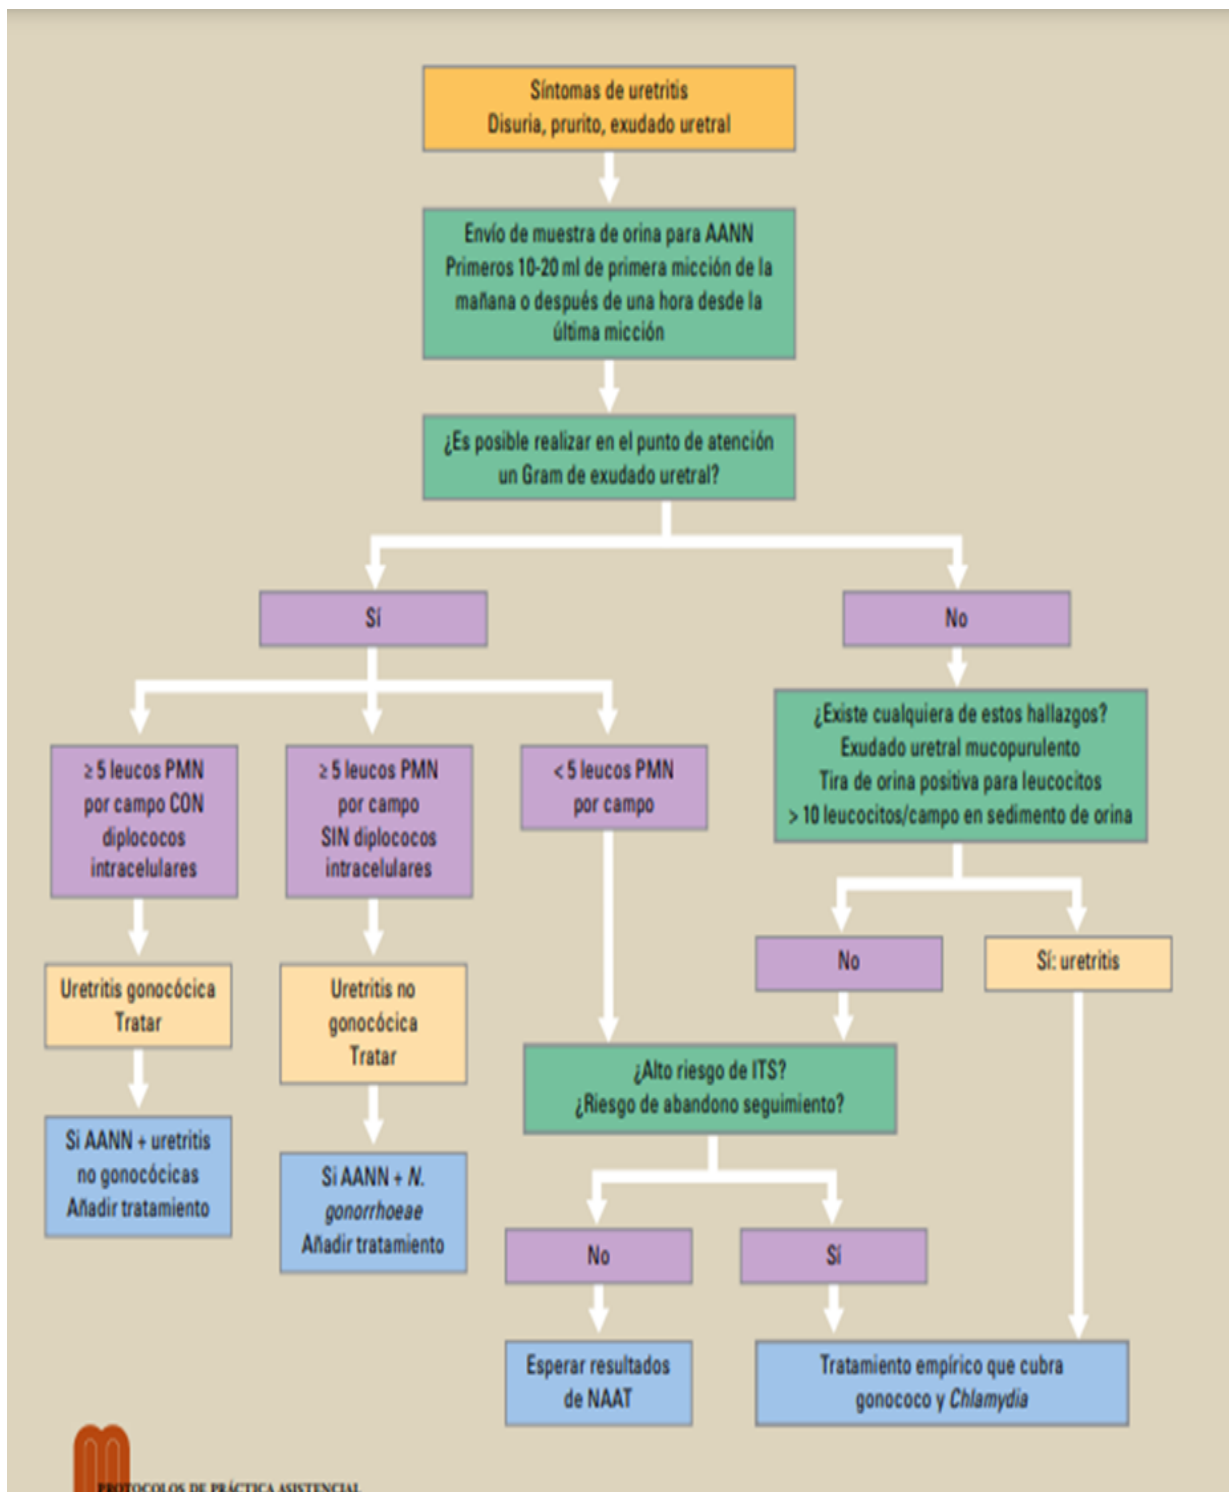 Síntomas de uretritis
Disuria, prurito, exudado uretral
Envío de muestra de orina para AANN
Primeros 10-20 ml de primera micción de la
mañana o después de una hora desde la
última micción
¿Es posible realizar en el punto de atención
un Gram de exudado uretral?
Sí
No
≥ 5 leucos PMN
por campo CON
diplococos
intracelulares
≥ 5 leucos PMN
por campo
SIN diplococos
intracelulares
< 5 leucos PMN
por campo
¿Existe cualquiera de estos hallazgos?
Exudado uretral mucopurulento
Tira de orina positiva para leucocitos
> 10 leucocitos/campo en sedimento de orina
No
Sí: uretritis
Uretritis gonocócica
Tratar
Uretritis no
gonocócica
Tratar
¿Alto riesgo de ITS?
¿Riesgo de abandono seguimiento?
Si AANN + uretritis
no gonocócicas
Añadir tratamiento
Si AANN + N.
gonorrhoeae
Añadir tratamiento
No
Sí
Esperar resultados
de NAAT
Tratamiento empírico que cubra
gonococo y Chlamydia
PROTOCOLOS DE PRÁCTICA ASISTENCIAL